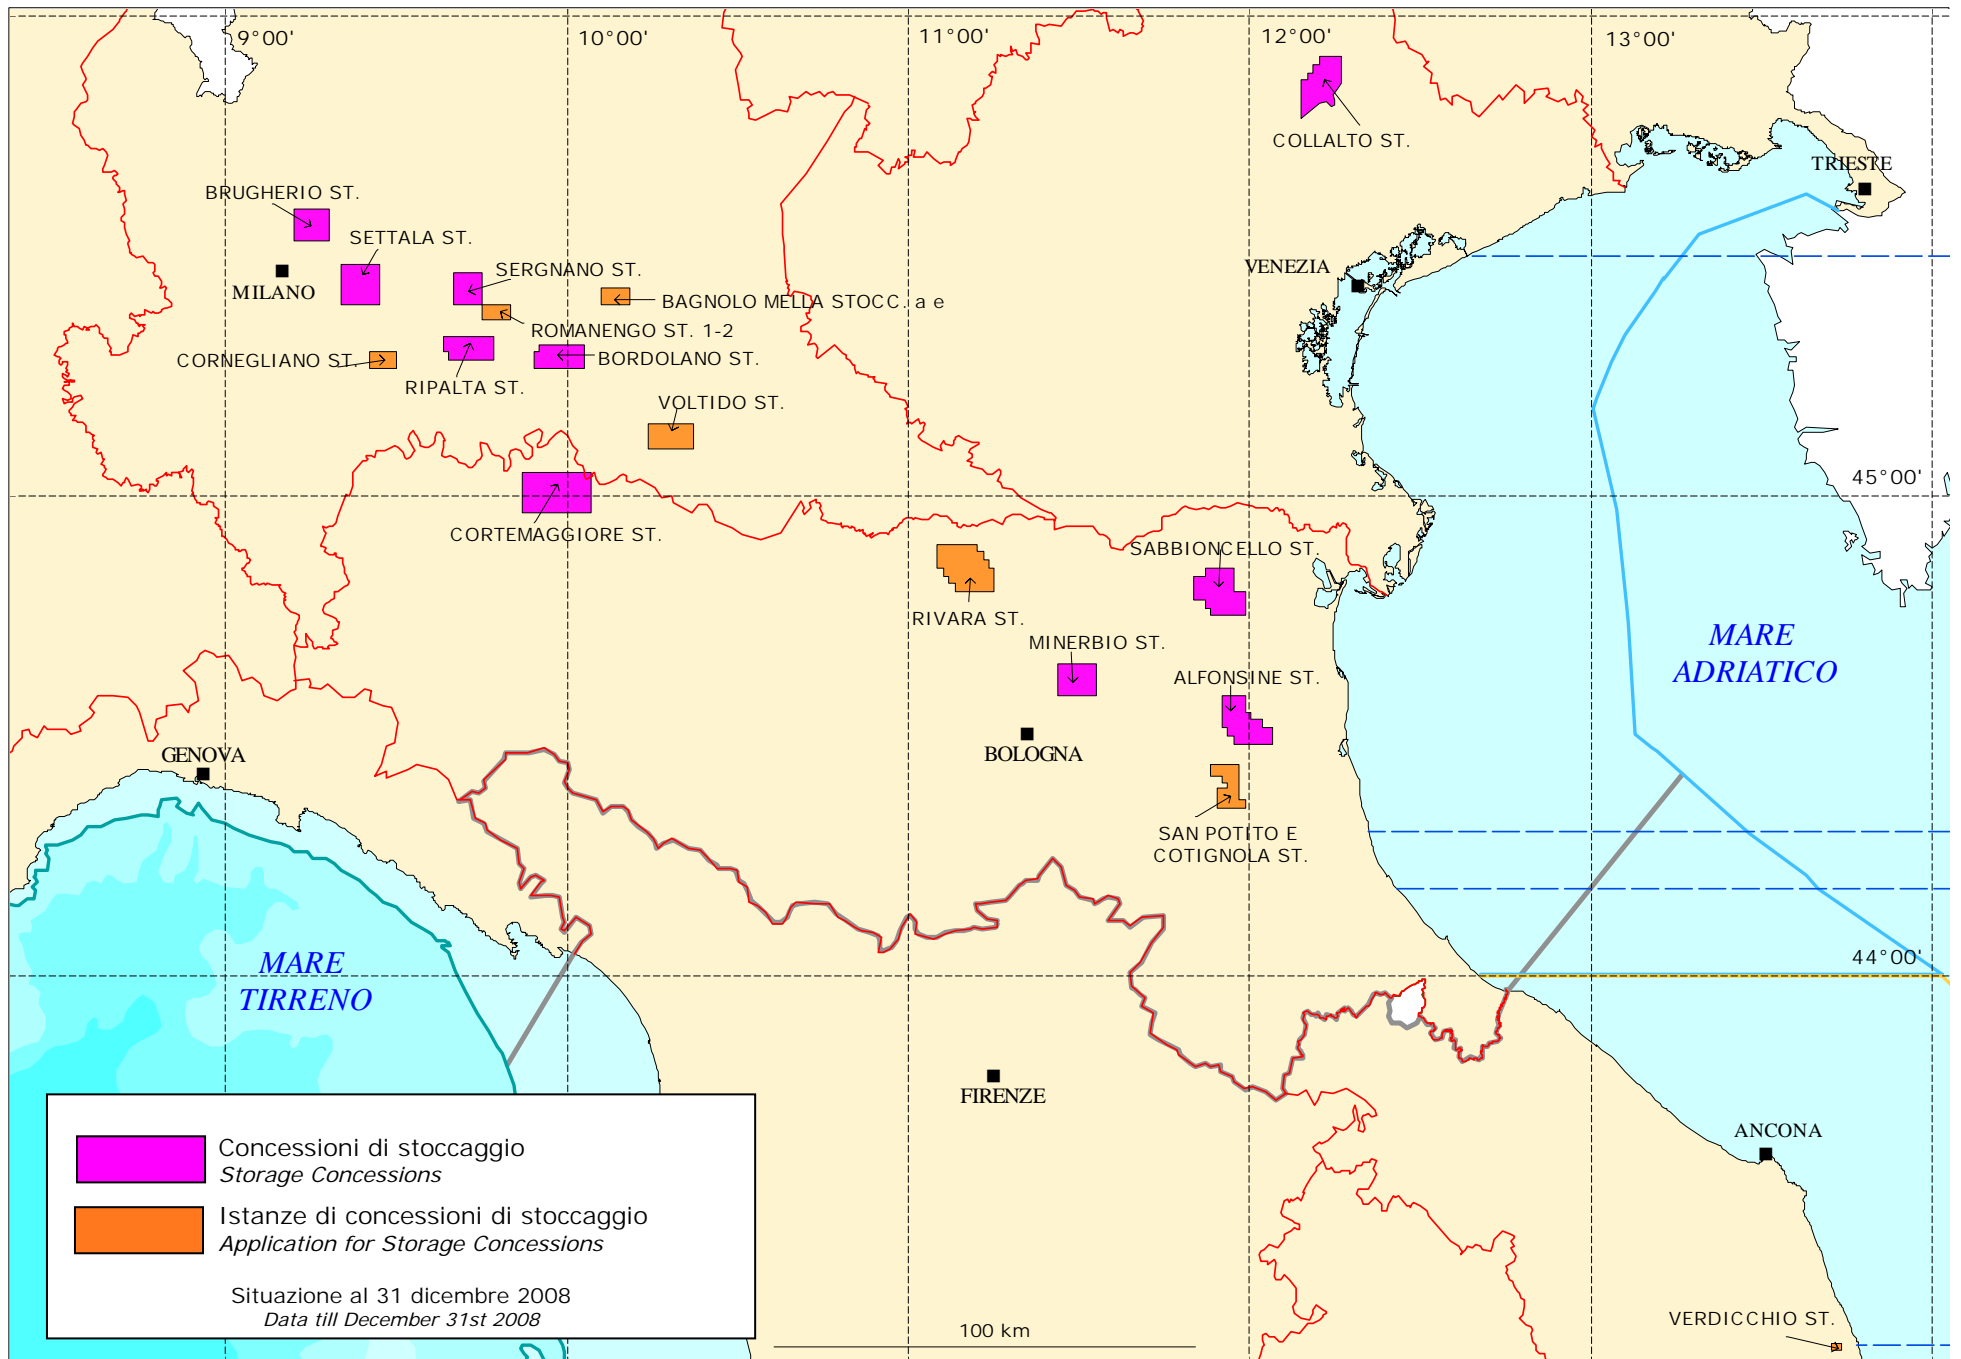 9°00'
10°00'
11°00'
12°00'
13°00'
COLLALTO ST.
TRIESTE
BRUGHERIO ST.
SETTALA ST.
VENEZIA
SERGNANO ST.
MILANO
BAGNOLO MELLA STOCC. a e
ROMANENGO ST. 1-2
CORNEGLIANO ST.
BORDOLANO ST.
RIPALTA ST.
VOLTIDO ST.
45°00'
CORTEMAGGIORE ST.
SABBIONCELLO ST.
RIVARA ST.
MINERBIO ST.
MARE
ADRIATICO
ALFONSINE ST.
GENOVA
BOLOGNA
SAN POTITO E
COTIGNOLA ST.
44°00'
MARE
TIRRENO
FIRENZE
ANCONA
Concessioni di stoccaggio
Storage Concessions
Istanze di concessioni di stoccaggio
Application for Storage Concessions
Situazione al 31 dicembre 2008
Data till December 31st 2008
100 km
VERDICCHIO ST.